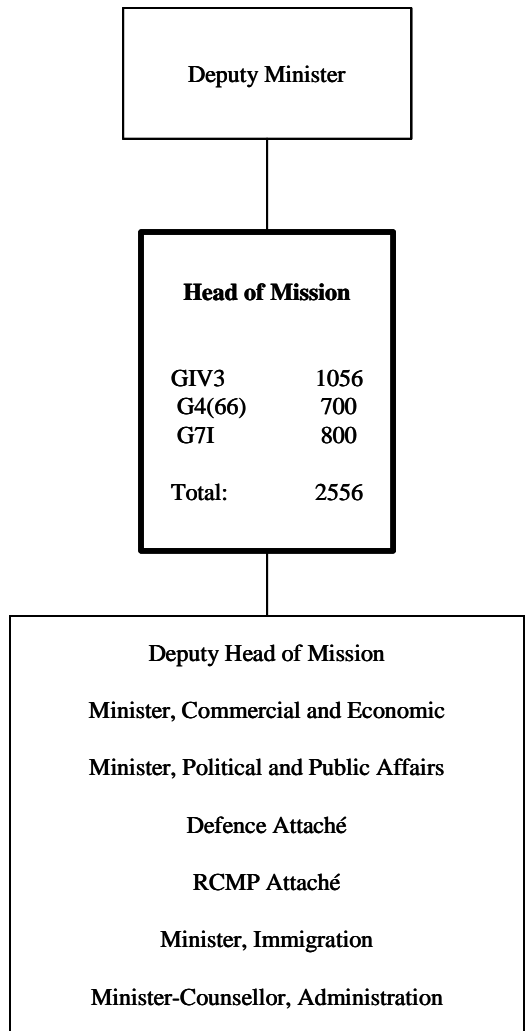 Deputy Minister
Head of Mission
GIV3 1056
G4(66) 700
G7I 800
Total: 2556
Deputy Head of Mission
Minister, Commercial and Economic
Minister, Political and Public Affairs
Defence Attaché
RCMP Attaché
Minister, Immigration
Minister-Counsellor, Administration